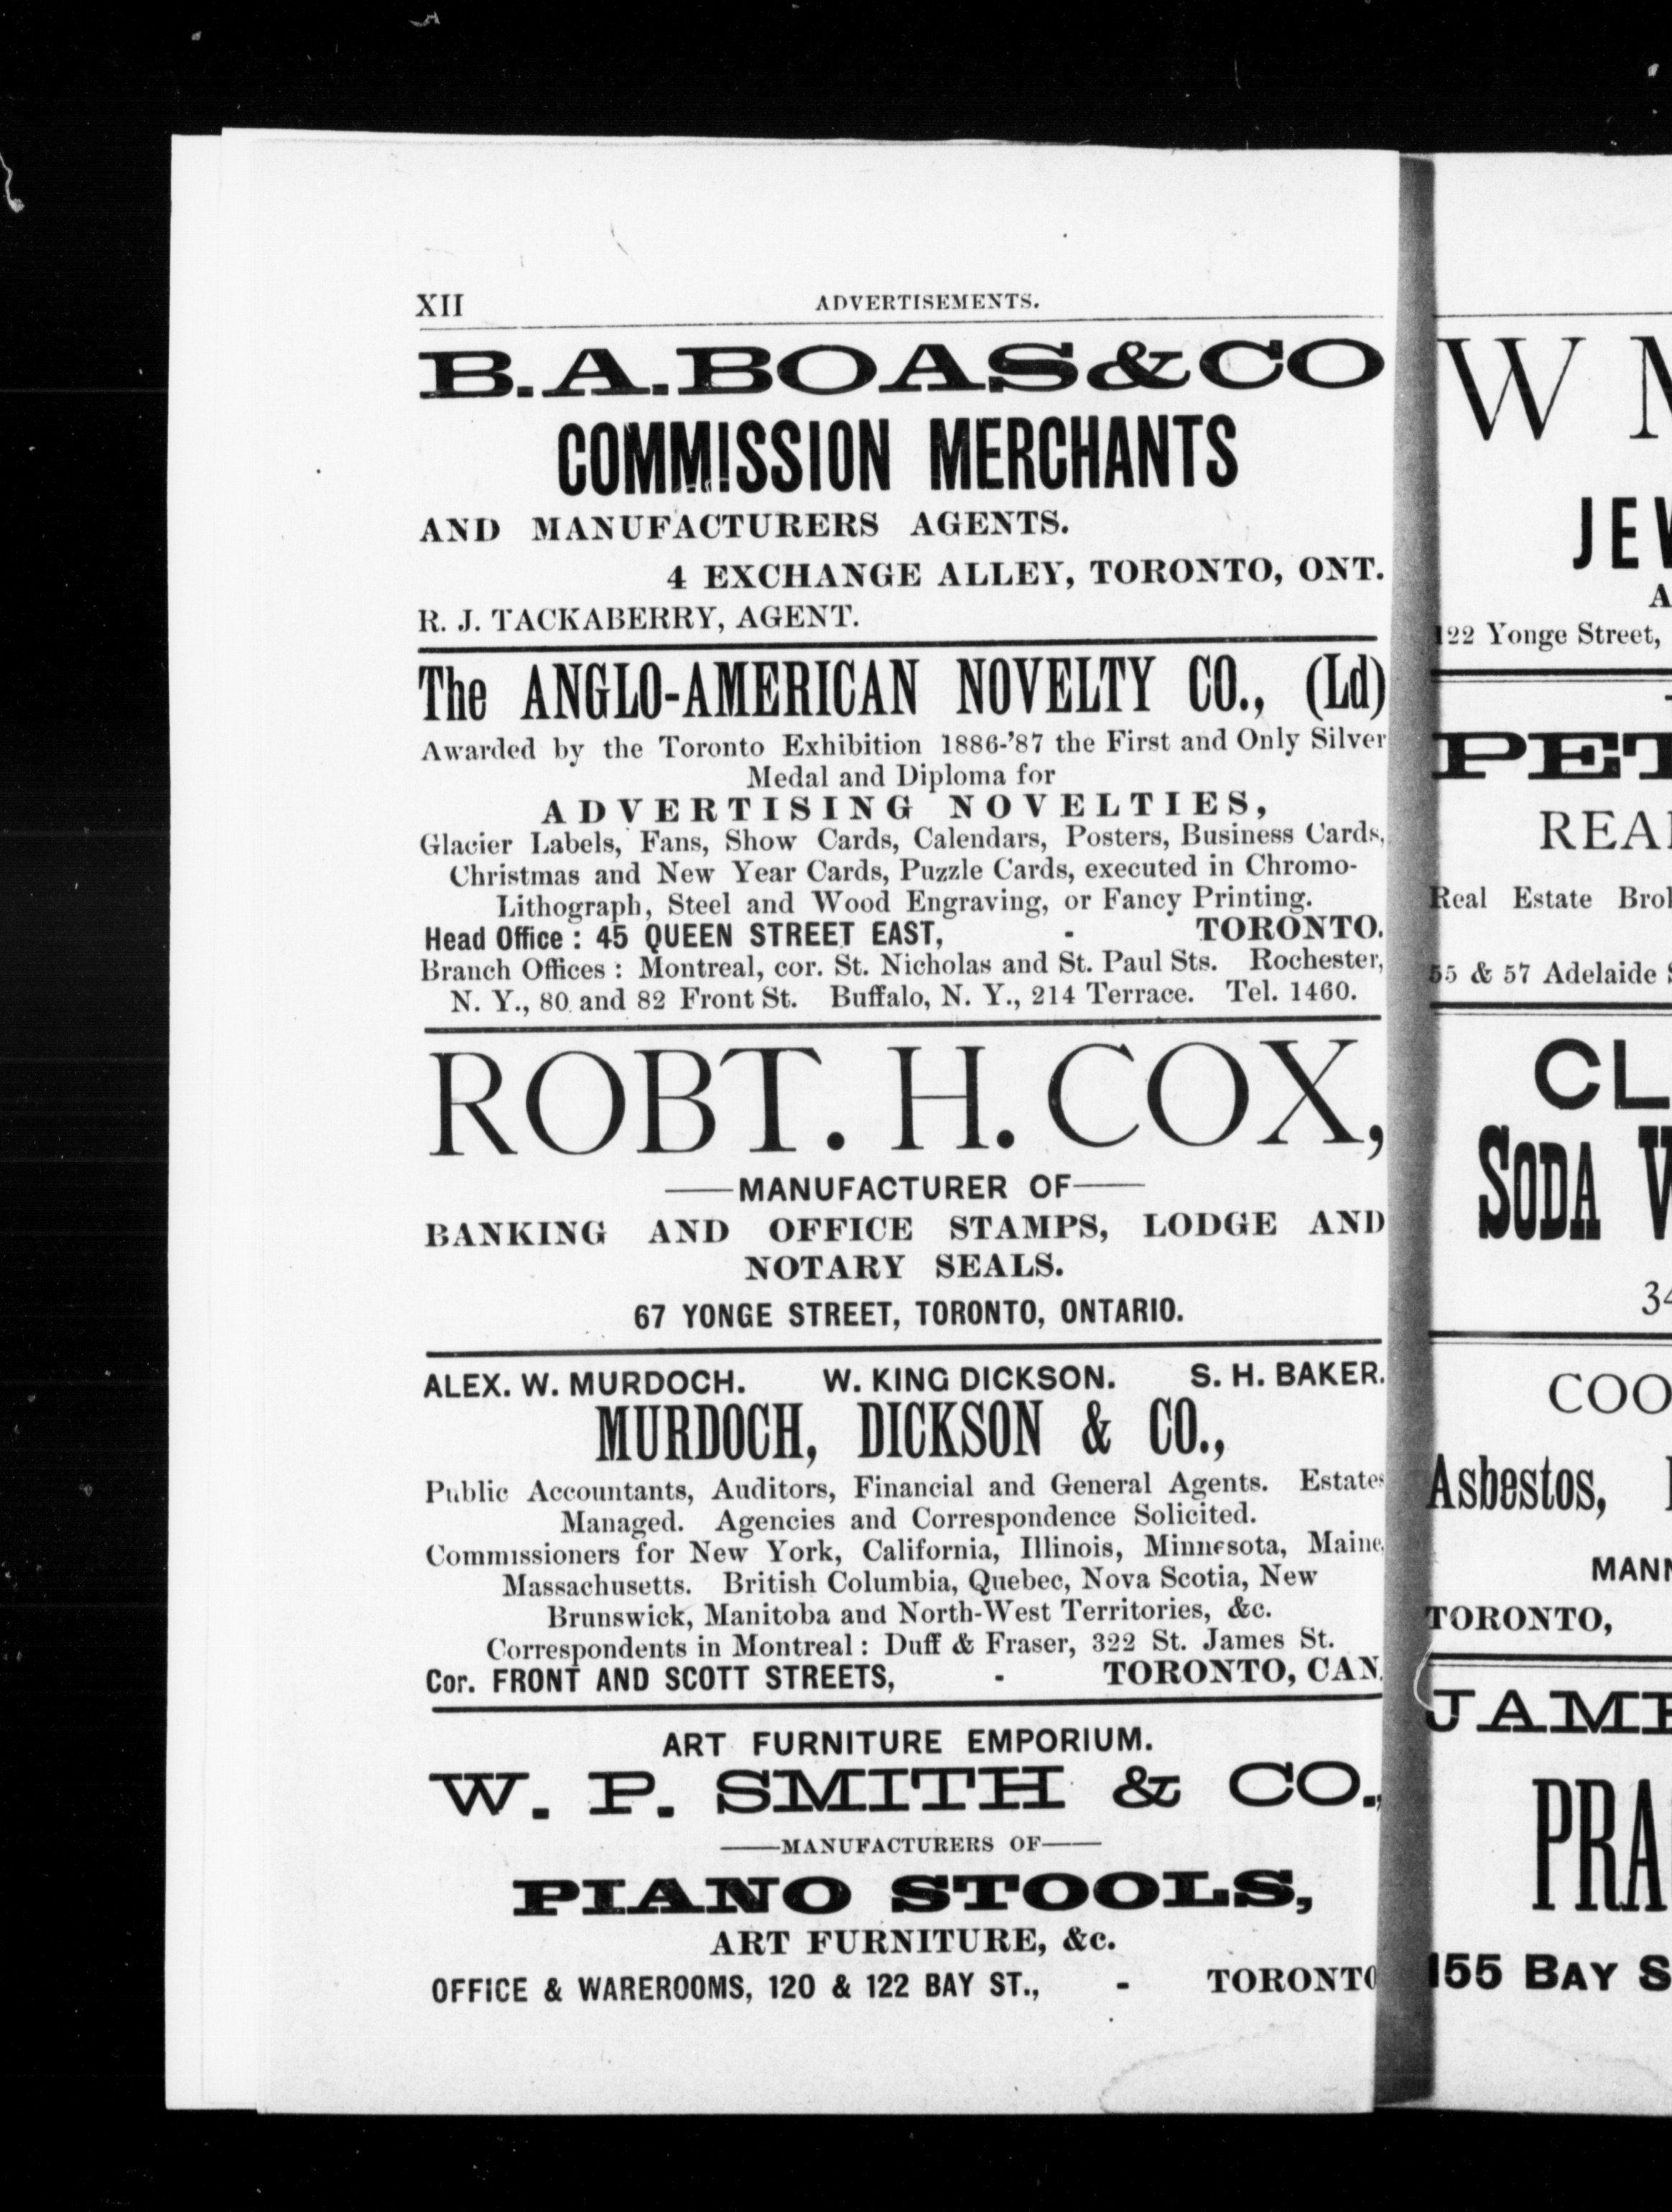 XII
ADVERTISEMENTS.
B.A.BOAS&CO
COMMISSION MERCHANTS
AND MANUFACTURERS AGENTS.
4 EXCHANGE ALLEY, TORONTO, ONT.
R. J. TACKABERRY, AGENT.
The ANGLO-AMERICAN NOVELTY CO., (Ld)
Awarded by the Toronto Exhibition 1886-'87 the First and Only Silver
Medal and Diploma for
ADVERTISING NOVELTIES,
Glacier Labels, Fans, Show Cards, Calendars, Posters, Business Cards,
Christmas and New Year Cards, Puzzle Cards, executed in Chromo-
Lithograph, Steel and Wood Engraving, or Fancy Printing.
Head Office : 45 QUEEN STREET EAST, - TORONTO.
Branch Offices : Montreal, cor. St. Nicholas and St. Paul Sts. Rochester,
N. Y., 80 and 82 Front St. Buffalo, N. Y., 214 Terrace. Tel. 1460.
ROBT. H. COX,
—MANUFACTURER OF—
BANKING AND OFFICE STAMPS, LODGE AND
NOTARY SEALS.
67 YONGE STREET, TORONTO, ONTARIO.
ALEX. W. MURDOCH. W. KING DICKSON. S. H. BAKER.
MURDOCH, DICKSON & CO.,
Public Accountants, Auditors, Financial and General Agents. Estates
Managed. Agencies and Correspondence Solicited.
Commissioners for New York, California, Illinois, Minnesota, Maine,
Massachusetts. British Columbia, Quebec, Nova Scotia, New
Brunswick, Manitoba and North-West Territories, &c.
Correspondents in Montreal : Duff & Fraser, 322 St. James St.
Cor. FRONT AND SCOTT STREETS, - TORONTO, CAN.
ART FURNITURE EMPORIUM.
W. P. SMITH & CO.,
—MANUFACTURERS OF—
PIANO STOOLS,
ART FURNITURE, &c.
OFFICE & WAREROOMS, 120 & 122 BAY ST., - TORONTO
W
JEW
122 Yonge Street,
PET
REAL
Real Estate Brok
55 & 57 Adelaide S
CL
SODA W
34
COO
Asbestos,
MANN
TORONTO,
JAME
PRA
155 BAY S